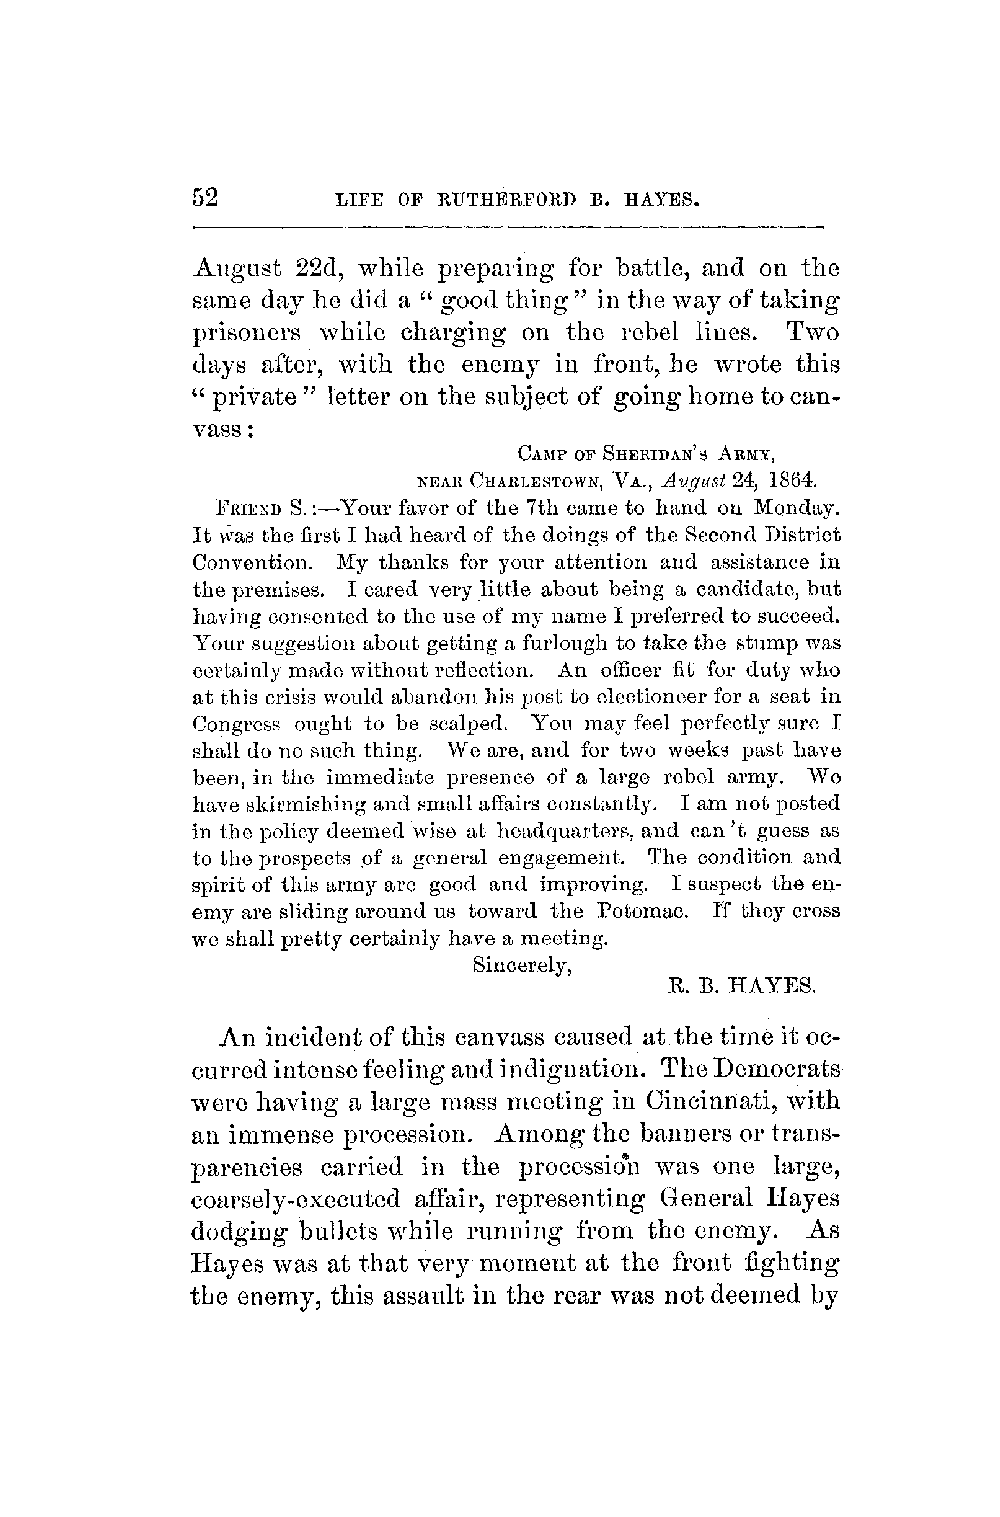 52 LIFE OF RUTHERFORD B. HAYES.
August 22d, while preparing for battle, and on the
same day he did a " good thing " in the way of taking
prisoners while charging on the rebel lines. Two
days after, with the enemy in front, he wrote this
" private " letter on the subject of going home to can-
vass :
CAMP OF SHERIDAN'S ARMY,
NEAR CHARLESTOWN, VA., August 24, 1864.
FRIEND S. :—Your favor of the 7th came to hand on Monday.
It was the first I had heard of the doings of the Second District
Convention. My thanks for your attention and assistance in
the premises. I cared very little about being a candidate, but
having consented to the use of my name I preferred to succeed.
Your suggestion about getting a furlough to take the stump was
certainly made without reflection. An officer fit for duty who
at this crisis would abandon his post to electioneer for a seat in
Congress ought to be scalped. You may feel perfectly sure I
shall do no such thing. We are, and for two weeks past have
been, in the immediate presence of a large rebel army. We
have skirmishing and small affairs constantly. I am not posted
in the policy deemed wise at headquarters, and can 't guess as
to the prospects of a general engagement. The condition and
spirit of this army are good and improving. I suspect the en-
emy are sliding around us toward the Potomac. If they cross
we shall pretty certainly have a meeting.
Sincerely,
R. B. HAYES.
An incident of this canvass caused at the time it oc-
curred intense feeling and indignation. The Democrats
were having a large mass meeting in Cincinnati, with
an immense procession. Among the banners or trans-
parencies carried in the procession was one large,
coarsely-executed affair, representing General Hayes
dodging bullets while running from the enemy. As
Hayes was at that very moment at the front fighting
the enemy, this assault in the rear was not deemed by